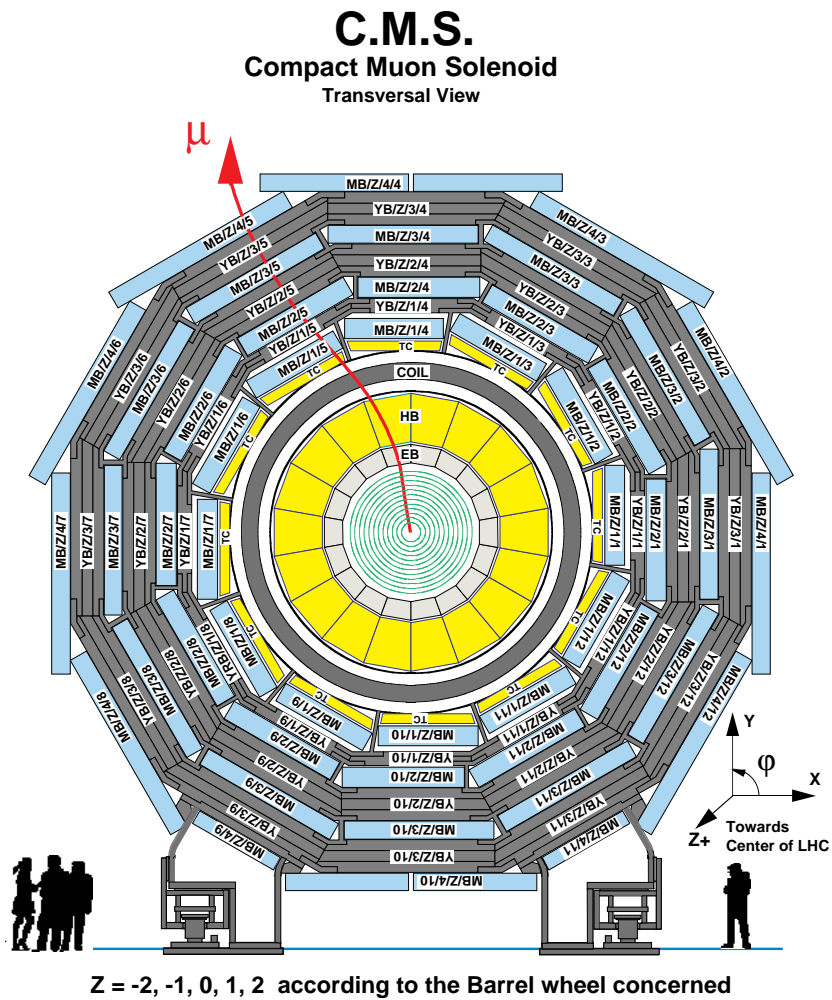 C.M.S.
Compact Muon Solenoid
Transversal View
μ
MB/Z/4/4
YB/Z/3/4
MB/Z/3/4
YB/Z/2/4
MB/Z/2/4
YB/Z/1/4
MB/Z/1/4
TC
MB/Z/4/5
YB/Z/3/5
MB/Z/3/5
YB/Z/2/5
MB/Z/2/5
YB/Z/1/5
MB/Z/1/5
TC
MB/Z/4/3
YB/Z/3/3
MB/Z/3/3
YB/Z/2/3
MB/Z/2/3
YB/Z/1/3
MB/Z/1/3
TC
MB/Z/4/6
YB/Z/3/6
MB/Z/3/6
YB/Z/2/6
MB/Z/2/6
YB/Z/1/6
MB/Z/1/6
TC
MB/Z/4/2
YB/Z/3/2
MB/Z/3/2
YB/Z/2/2
MB/Z/2/2
YB/Z/1/2
MB/Z/1/2
TC
COIL
HB
EB
MB/Z/4/7
YB/Z/3/7
MB/Z/3/7
YB/Z/2/7
MB/Z/2/7
YB/Z/1/7
MB/Z/1/7
TC
TC
MB/Z/1/1
YB/Z/1/1
MB/Z/2/1
YB/Z/2/1
MB/Z/3/1
YB/Z/3/1
MB/Z/4/1
MB/Z/4/8
YB/Z/3/8
MB/Z/3/8
YB/Z/2/8
MB/Z/2/8
YRB/Z/1/8
MB/Z/1/8
TC
TC
MB/Z/1/12
YB/Z/1/12
MB/Z/2/12
YB/Z/2/12
MB/Z/3/12
YB/Z/3/12
MB/Z/4/12
TC
MB/Z/1/9
YB/Z/1/9
MB/Z/2/9
YB/Z/2/9
MB/Z/3/9
YB/Z/3/9
MB/Z/4/9
TC
MB/Z/1/10
YB/Z/1/10
MB/Z/2/10
YB/Z/2/10
MB/Z/3/10
YB/Z/3/10
MB/Z/4/10
TC
MB/Z/1/11
YB/Z/1/11
MB/Z/2/11
YB/Z/2/11
MB/Z/3/11
YB/Z/3/11
MB/Z/4/11
Y
φ
X
Z+
Towards
Center of LHC
Z = -2, -1, 0, 1, 2 according to the Barrel wheel concerned